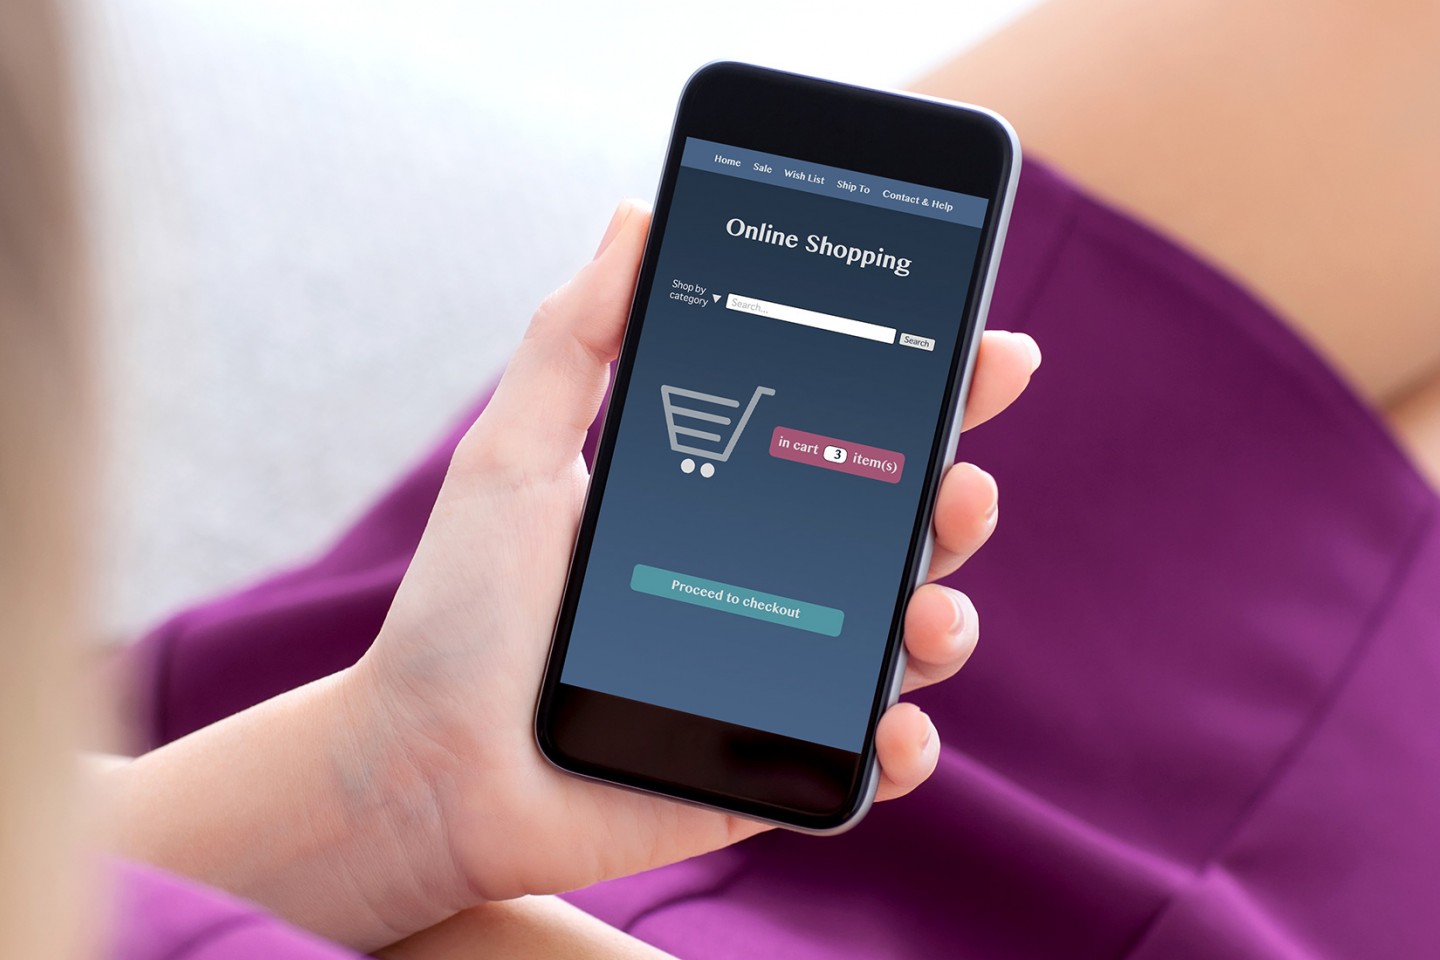 Home Sale Wish List Ship To Contact & Help
Online Shopping
Shop by
category
Search...
Search
in cart 3 item(s)
Proceed to checkout